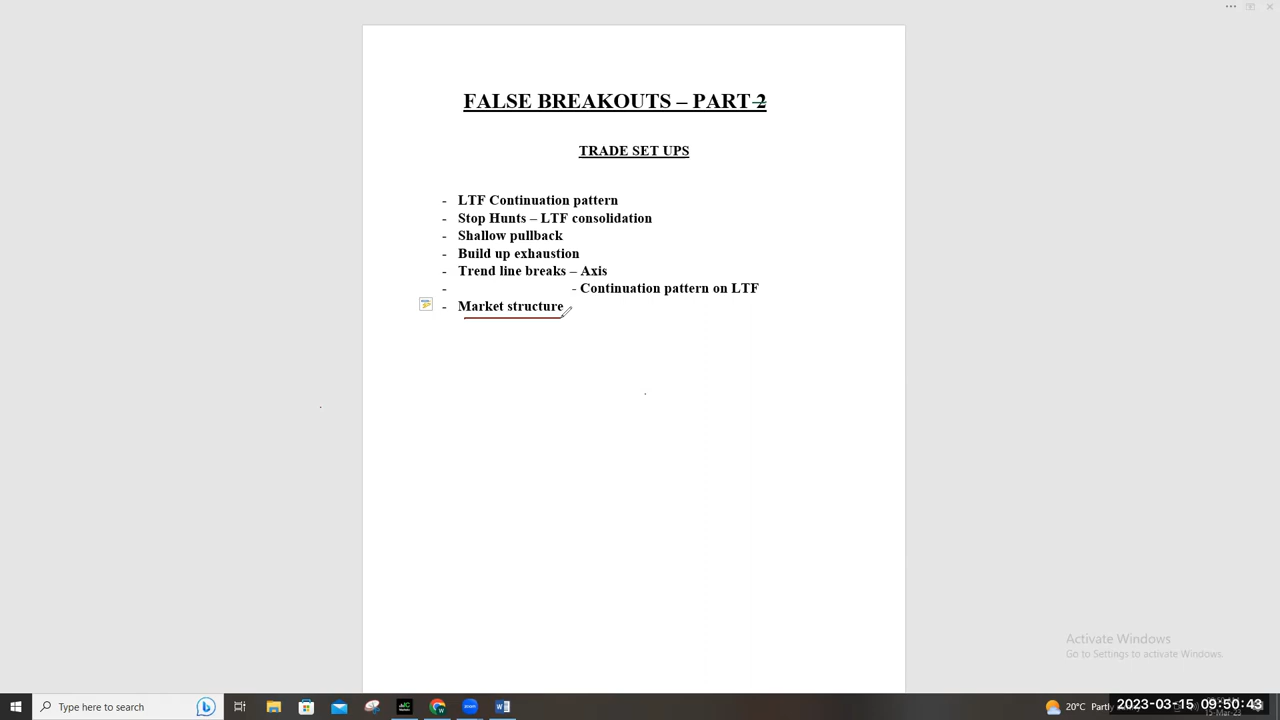 FALSE BREAKOUTS – PART 2
TRADE SET UPS
- LTF Continuation pattern
- Stop Hunts – LTF consolidation
- Shallow pullback
- Build up exhaustion
- Trend line breaks – Axis
- - Continuation pattern on LTF
- Market structure
Activate Windows
Go to Settings to activate Windows.
Type here to search
zoom
20°C Partly
2023-03-15 09:50:43